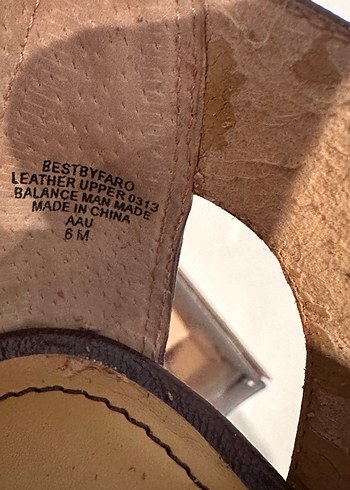 BESTBYFARO
LEATHER UPPER 0313
BALANCE MAN MADE
MADE IN CHINA
AAU
6 M